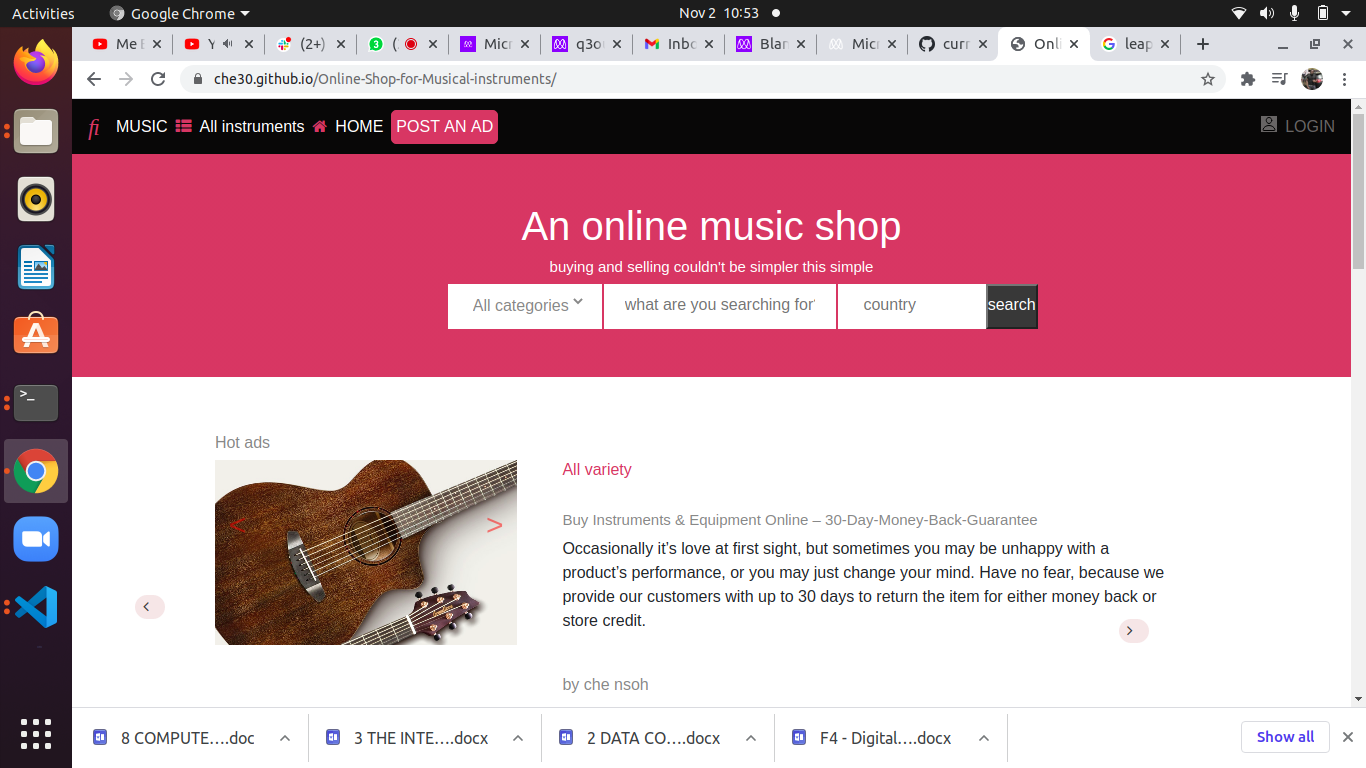 Activities Google Chrome Nov 2 10:53
Me E Y (2+) ( Micr q3o Inbo Blan Micr curr Onli leap
3
che30.github.io/Online-Shop-for-Musical-instruments/
fi MUSIC All instruments HOME POST AN AD LOGIN
An online music shop
buying and selling couldn't be simpler this simple
All categories what are you searching for' country search
Hot ads
All variety
< >
Buy Instruments & Equipment Online – 30-Day-Money-Back-Guarantee
Occasionally it’s love at first sight, but sometimes you may be unhappy with a
product’s performance, or you may just change your mind. Have no fear, because we
provide our customers with up to 30 days to return the item for either money back or
store credit.
by che nsoh
8 COMPUTE….doc 3 THE INTE….docx 2 DATA CO….docx F4 - Digital….docx Show all